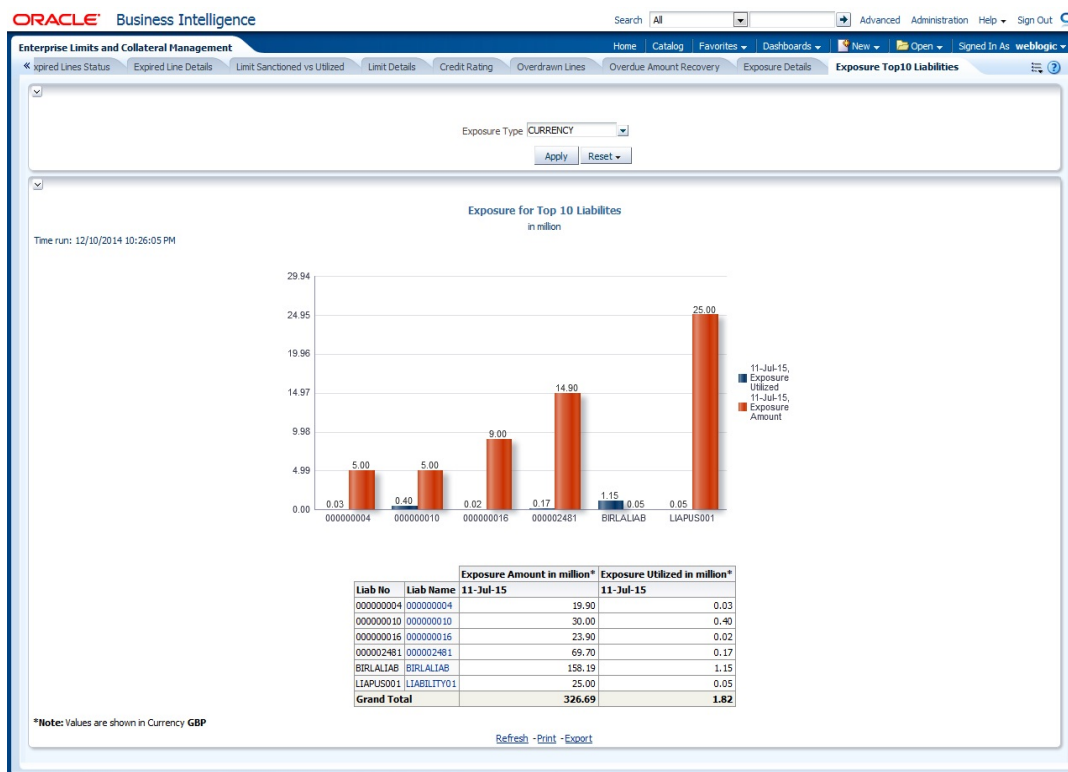 ORACLE Business Intelligence
Search All Advanced Administration Help Sign Out
Enterprise Limits and Collateral Management
Home Catalog Favorites Dashboards New Open Signed In As weblogic
« xpired Lines Status Expired Line Details Limit Sanctioned vs Utilized Limit Details Credit Rating Overdrawn Lines Overdue Amount Recovery Exposure Details Exposure Top10 Liabilities
Exposure Type CURRENCY
Apply Reset
Exposure for Top 10 Liabilites
in million
Time run: 12/10/2014 10:26:05 PM
29.94
24.95
19.96
14.97
9.98
4.99
0.00
0.03 5.00
0.40 5.00
0.02 9.00
0.17 14.90
1.15 0.05
0.05 25.00
000000004 000000010 000000016 000002481 BIRLALIAB LIAPUS001
11-Jul-15,
Exposure
Utilized
11-Jul-15,
Exposure
Amount
Exposure Amount in million* Exposure Utilized in million*
Liab No Liab Name 11-Jul-15 11-Jul-15
000000004 000000004 19.90 0.03
000000010 000000010 30.00 0.40
000000016 000000016 23.90 0.02
000002481 000002481 69.70 0.17
BIRLALIAB BIRLALIAB 158.19 1.15
LIAPUS001 LIABILITY01 25.00 0.05
Grand Total 326.69 1.82
*Note: Values are shown in Currency GBP
Refresh - Print - Export